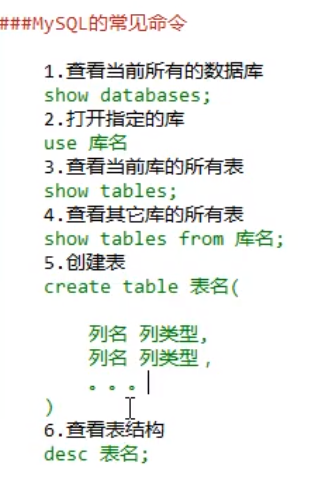 ###MySQL的常见命令
1.查看当前所有的数据库
show databases;
2.打开指定的库
use 库名
3.查看当前库的所有表
show tables;
4.查看其它库的所有表
show tables from 库名;
5.创建表
create table 表名(
列名 列类型,
列名 列类型，
。。。
)
6.查看表结构
desc 表名;